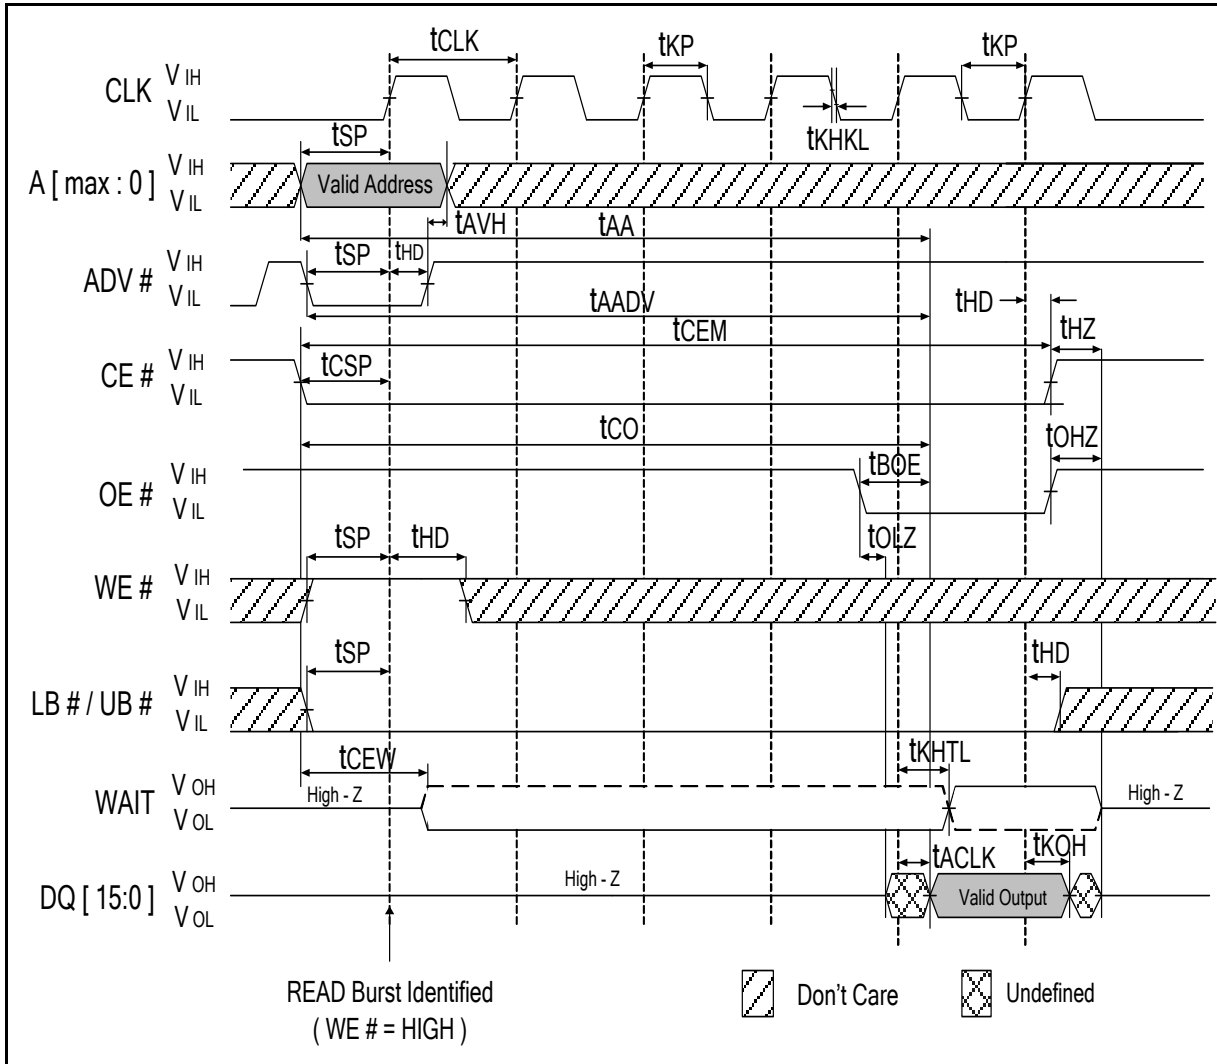 tCLK tKP tKP
CLK V IH
V IL
tKHKL
tSP
A [ max : 0 ] V IH
V IL
Valid Address
tAVH tAA
tSP tHD
ADV # V IH
V IL
tAADV tHD
tCEM tHZ
CE # V IH
V IL
tCSP
tCO tOHZ
tBOE
OE # V IH
V IL
tSP tHD tOLZ
WE # V IH
V IL
tSP tHD
LB # / UB # V IH
V IL
tCEW tKHTL
WAIT V OH
V OL
High - Z High - Z
tACLK tKOH
DQ [ 15:0 ] V OH
V OL
High - Z Valid Output
READ Burst Identified
( WE # = HIGH )
Don't Care Undefined